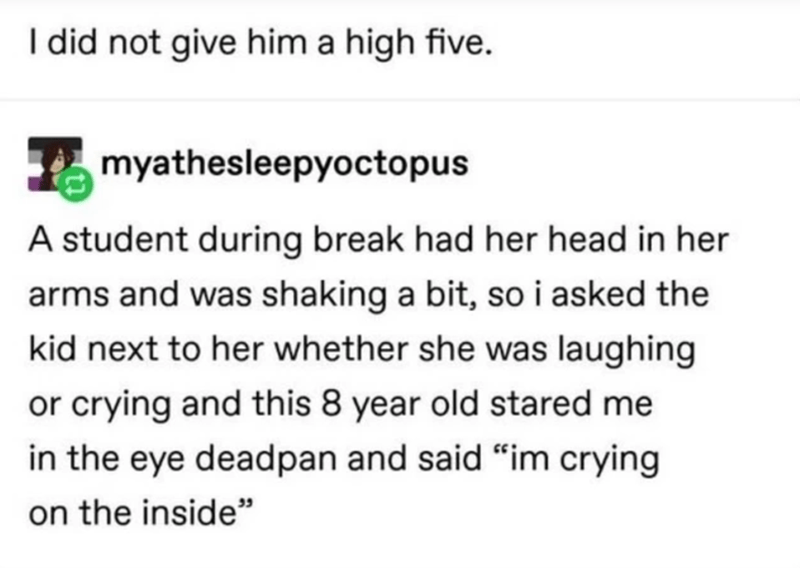 I did not give him a high five.
myathesleepyoctopus
A student during break had her head in her
arms and was shaking a bit, so i asked the
kid next to her whether she was laughing
or crying and this 8 year old stared me
in the eye deadpan and said “im crying
on the inside”